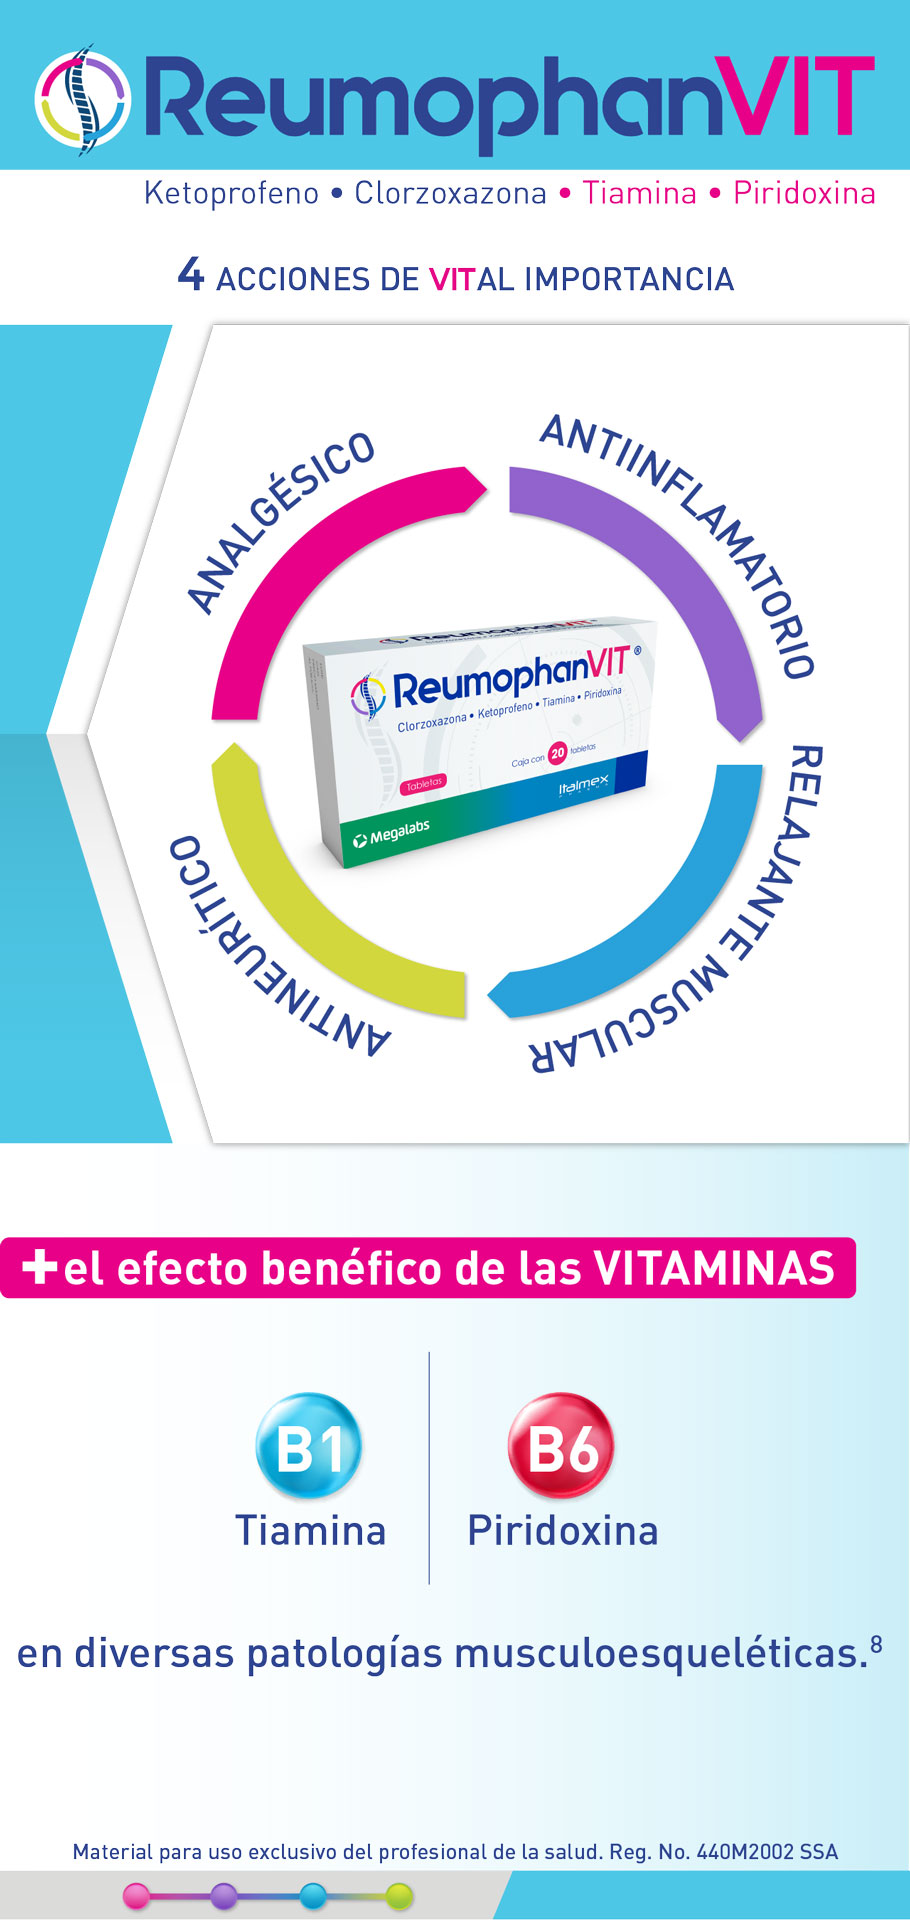 ReumophanVIT
Ketoprofeno • Clorzoxazona • Tiamina • Piridoxina
4 ACCIONES DE VITAL IMPORTANCIA
ANALGÉSICO
ANTIINFLAMATORIO
RELAJANTE MUSCULAR
ANTINEURÍTICO
ReumophanVIT
ReumophanVIT®
Clorzoxazona • Ketoprofeno • Tiamina • Piridoxina
Caja con 20 tabletas
Tabletas
Italmex
PHARMA
Megalabs
+ el efecto benéfico de las VITAMINAS
B1
Tiamina
B6
Piridoxina
en diversas patologías musculoesqueléticas.8
Material para uso exclusivo del profesional de la salud. Reg. No. 440M2002 SSA